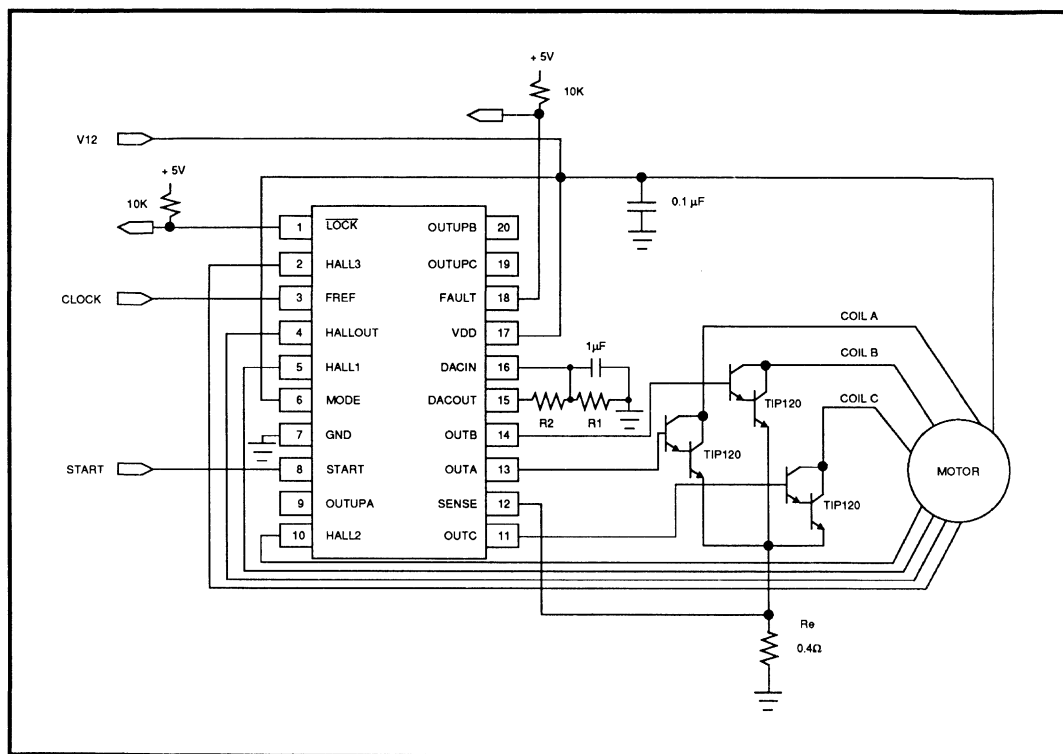 + 5V
10K
V12
+ 5V
10K
0.1 µF
1 LOCK OUTUPB 20
2 HALL3 OUTUPC 19
CLOCK 3 FREF FAULT 18
4 HALLOUT VDD 17
5 HALL1 DACIN 16
1µF
6 MODE DACOUT 15
R2 R1
7 GND OUTB 14
START 8 START OUTA 13
9 OUTUPA SENSE 12
10 HALL2 OUTC 11
COIL A
COIL B
TIP120
COIL C
TIP120
TIP120
MOTOR
Re
0.4Ω